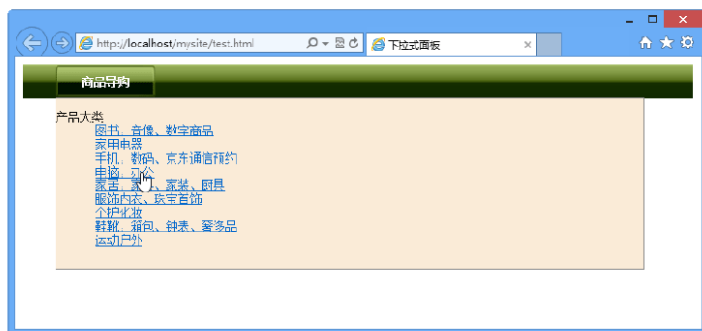 http://localhost/mysite/test.html
下拉式面板
商品导购
产品大类
图书、音像、数字商品
家用电器
手机、数码、京东通信预约
电脑、办公
家居、家具、家装、厨具
服饰内衣、珠宝首饰
个护化妆
鞋靴、箱包、钟表、奢侈品
运动户外